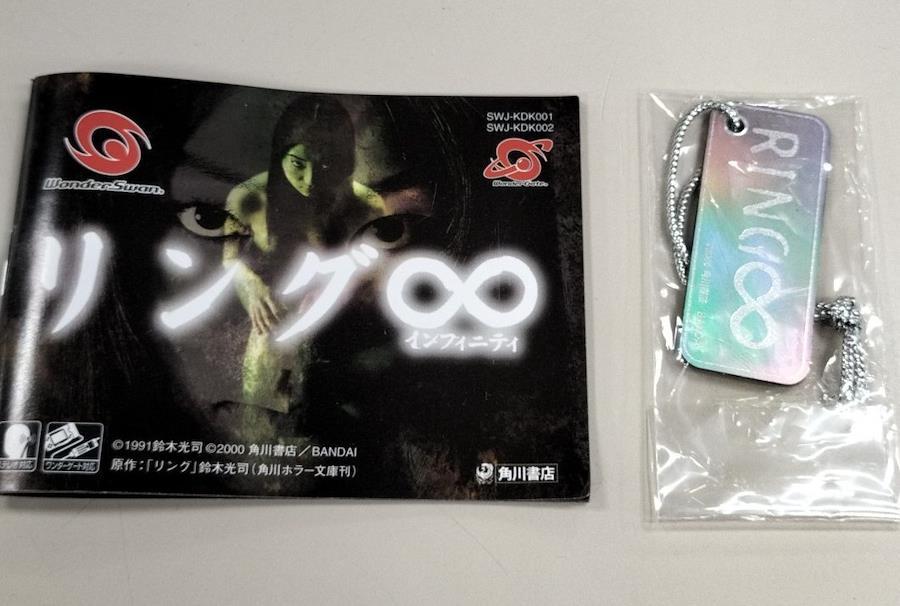 WonderSwan
SWJ-KDK001
SWJ-KDK002
WonderGate
リング∞
インフィニティ
ワンダーゲート対応
©1991鈴木光司 ©2000 角川書店／BANDAI
原作：「リング」鈴木光司（角川ホラー文庫刊）
角川書店
RING∞